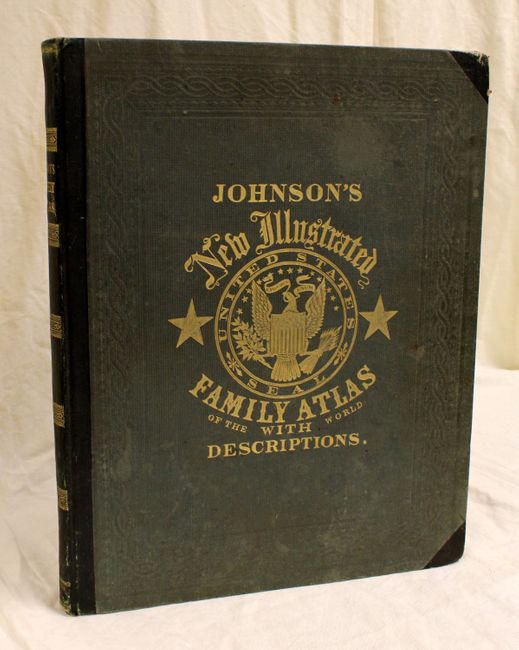 JOHNSON'S
New Illustrated
UNITED STATES
SEAL
FAMILY ATLAS
OF THE WORLD
WITH
DESCRIPTIONS.